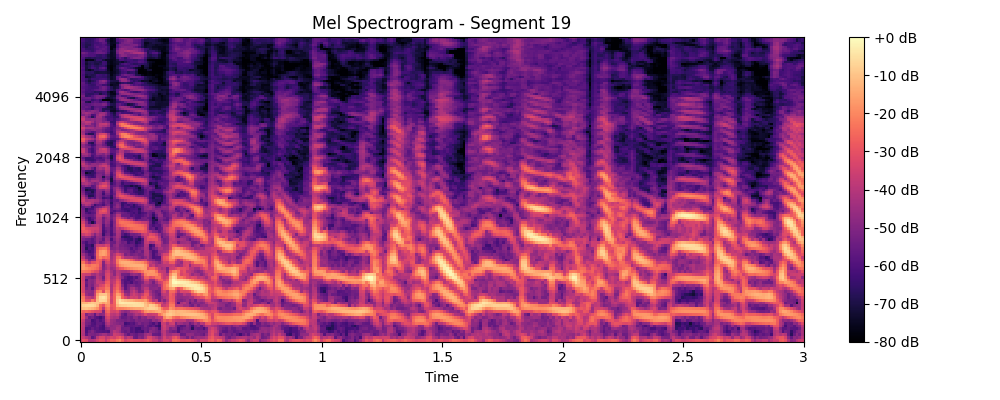 Mel Spectrogram - Segment 19
+0 dB
-10 dB
-20 dB
-30 dB
-40 dB
-50 dB
-60 dB
-70 dB
-80 dB
Frequency
4096
2048
1024
512
0
0 0.5 1 1.5 2 2.5 3
Time